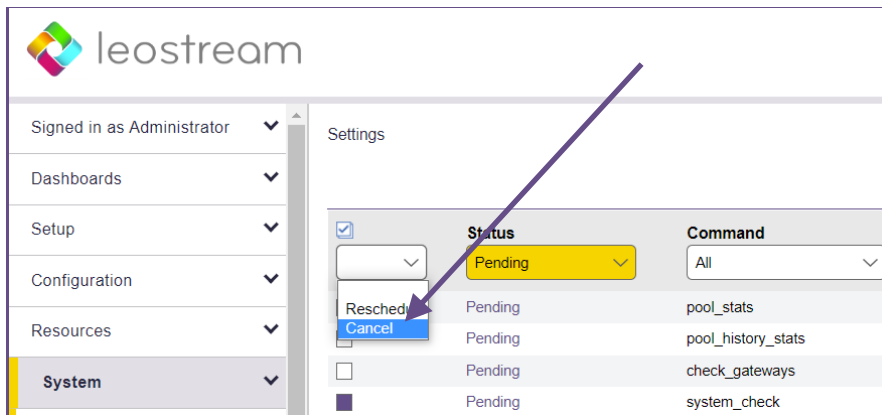 leostream
Signed in as Administrator
Settings
Dashboards
Setup
Status
Command
Pending
All
Configuration
Pending
pool_stats
Resources
Cancel
Pending
pool_history_stats
Pending
check_gateways
System
Pending
system_check